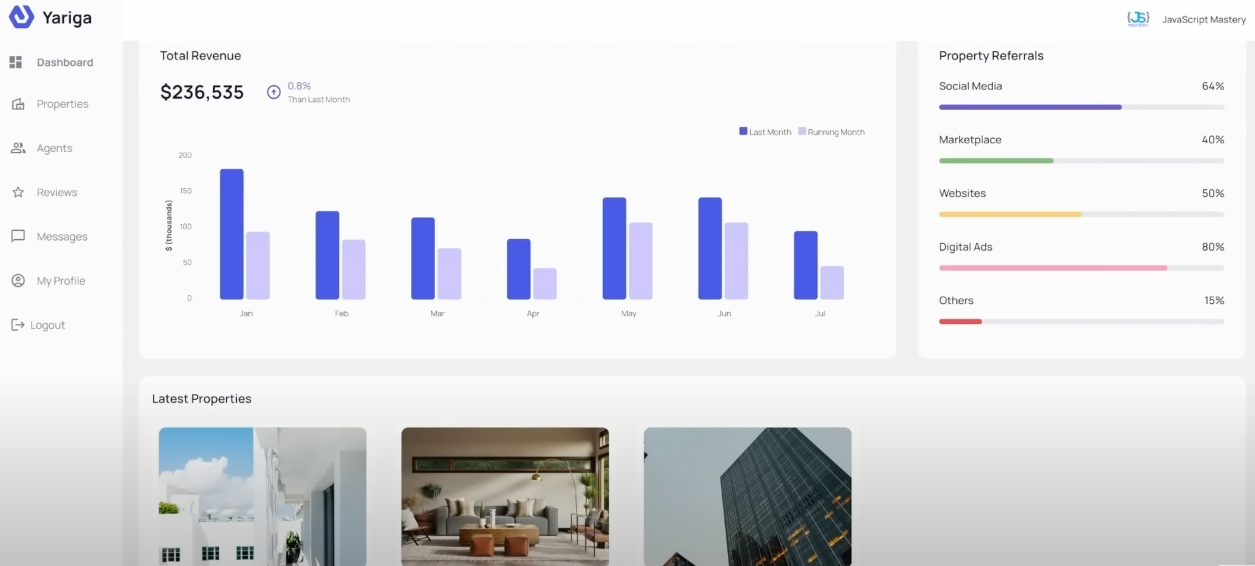 Yariga
JS
JavaScript Mastery
Dashboard
Properties
Agents
Reviews
Messages
My Profile
Logout
Total Revenue
$236,535
0.8%
Than Last Month
Last Month
Running Month
$ (thousands)
200
150
100
50
0
Jan
Feb
Mar
Apr
May
Jun
Jul
Property Referrals
Social Media
64%
Marketplace
40%
Websites
50%
Digital Ads
80%
Others
15%
Latest Properties